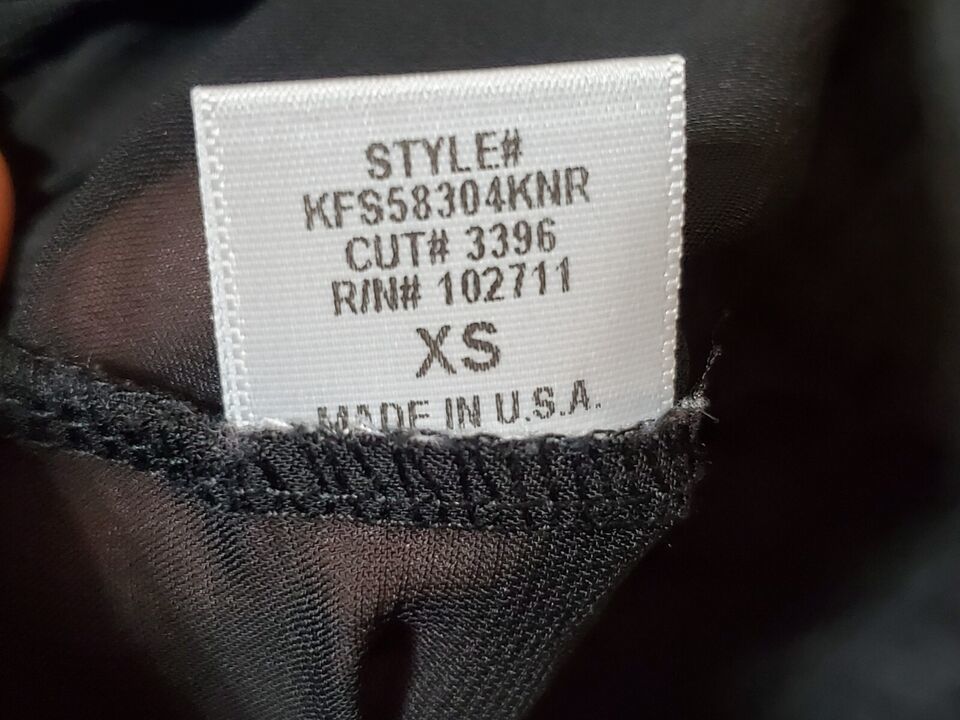 STYLE#
KFS58304KNR
CUT# 3396
R/N# 102711
XS
MADE IN U.S.A.